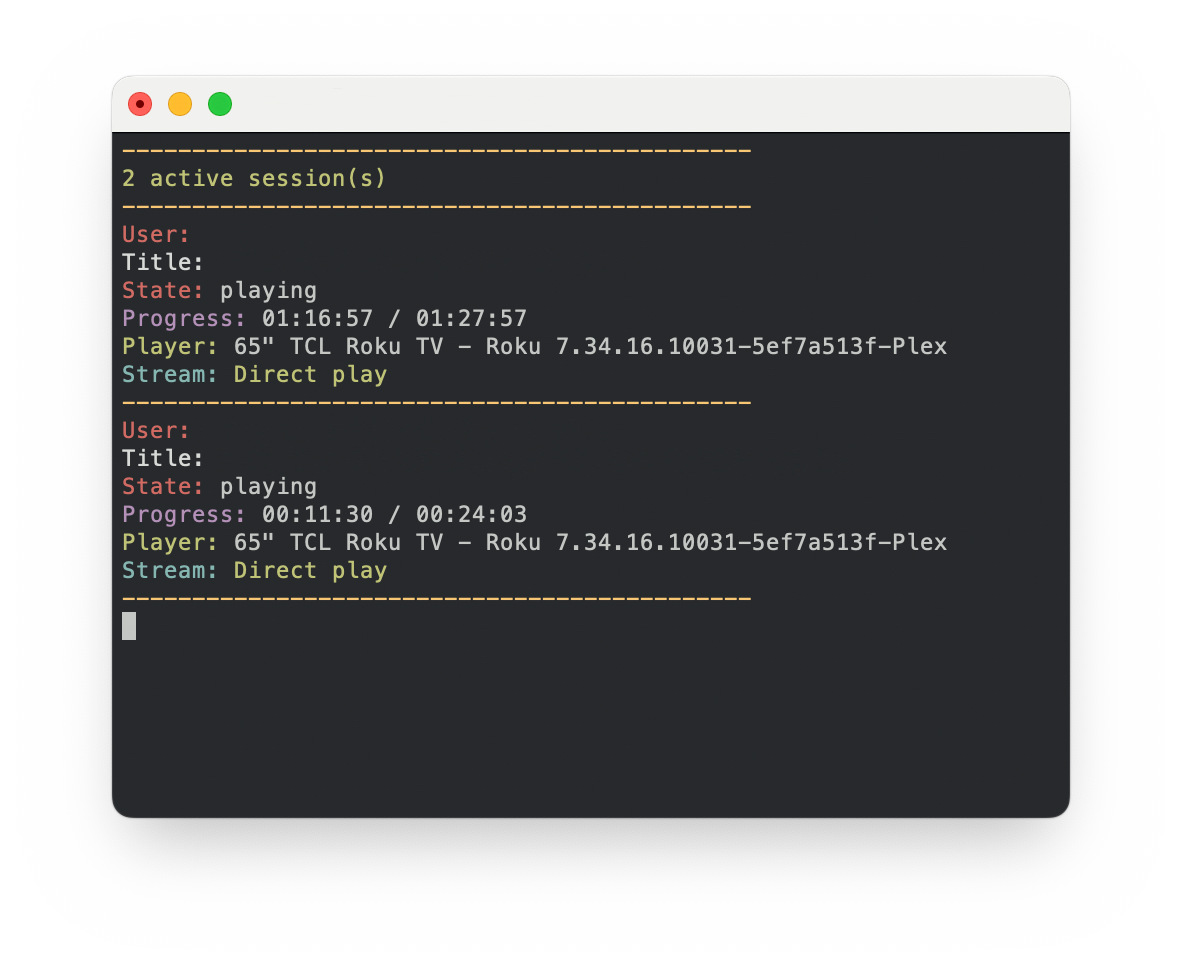 ---------------------------------------------
2 active session(s)
---------------------------------------------
User:
Title:
State: playing
Progress: 01:16:57 / 01:27:57
Player: 65" TCL Roku TV - Roku 7.34.16.10031-5ef7a513f-Plex
Stream: Direct play
---------------------------------------------
User:
Title:
State: playing
Progress: 00:11:30 / 00:24:03
Player: 65" TCL Roku TV - Roku 7.34.16.10031-5ef7a513f-Plex
Stream: Direct play
---------------------------------------------